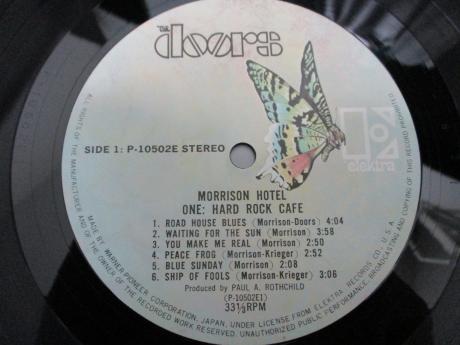 THE
doors
SIDE 1: P-10502E STEREO
elektra
MORRISON HOTEL
ONE: HARD ROCK CAFE
1. ROAD HOUSE BLUES (Morrison-Doors) 4:04
2. WAITING FOR THE SUN (Morrison) 3:58
3. YOU MAKE ME REAL (Morrison) 2:50
4. PEACE FROG (Morrison-Krieger) 2:52
5. BLUE SUNDAY (Morrison) 2:08
6. SHIP OF FOOLS (Morrison-Krieger) 3:06
Produced by PAUL A. ROTHCHILD
(P-10502E1)
33⅓RPM
ALL RIGHTS OF THE MANUFACTURER AND OF THE OWNER OF THE RECORDED WORK RESERVED. UNAUTHORIZED PUBLIC PERFORMANCE, BROADCASTING AND COPYING OF THIS RECORD PROHIBITED
MADE BY WARNER-PIONEER CORPORATION, JAPAN, UNDER LICENSE FROM ELEKTRA RECORDS CO., U.S.A.